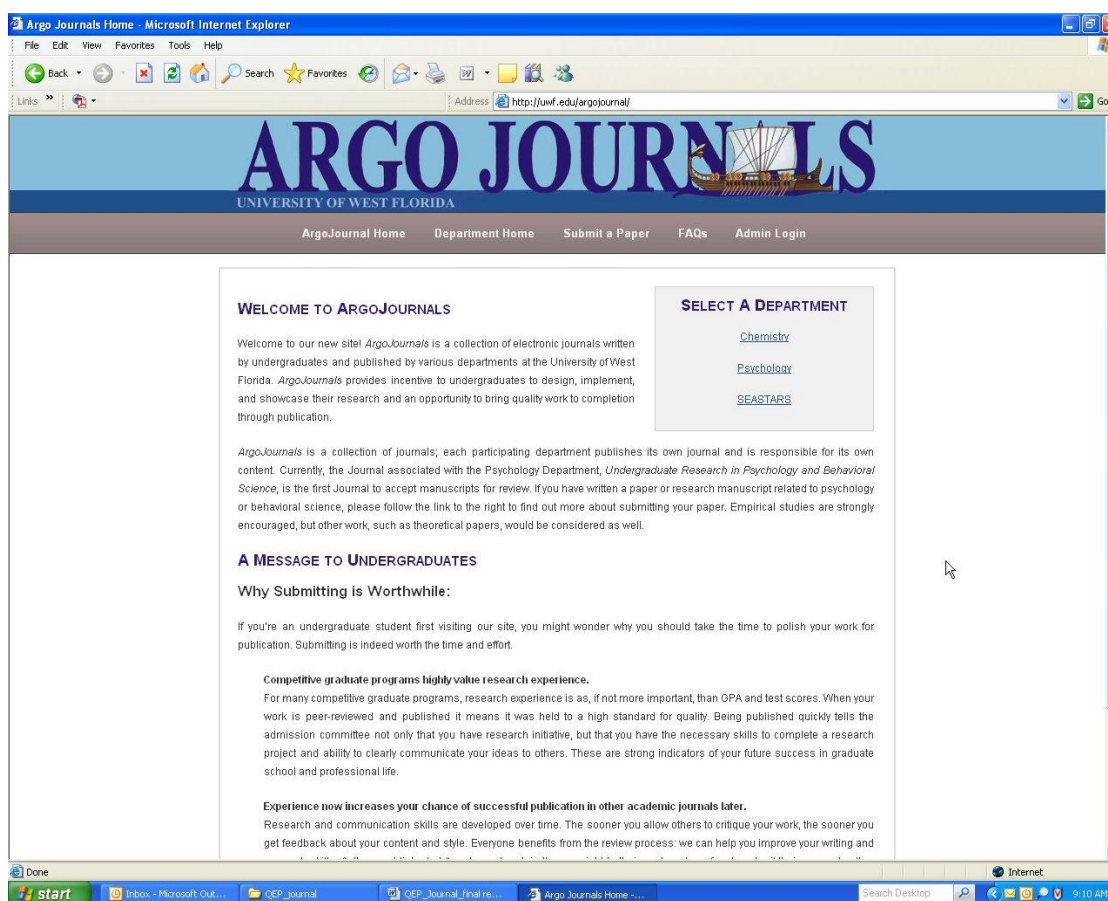 Argo Journals Home - Microsoft Internet Explorer
File Edit View Favorites Tools Help
Back Search Favorites
Links » Address http://uwf.edu/argojournal/ Go
ARGO JOURNALS
UNIVERSITY OF WEST FLORIDA
ArgoJournal Home Department Home Submit a Paper FAQs Admin Login
WELCOME TO ARGOJOURNALS
Welcome to our new site! ArgoJournals is a collection of electronic journals written
by undergraduates and published by various departments at the University of West
Florida. ArgoJournals provides incentive to undergraduates to design, implement,
and showcase their research and an opportunity to bring quality work to completion
through publication.
SELECT A DEPARTMENT
Chemistry
Psychology
SEASTARS
ArgoJournals is a collection of journals; each participating department publishes its own journal and is responsible for its own
content. Currently, the Journal associated with the Psychology Department, Undergraduate Research in Psychology and Behavioral
Science, is the first Journal to accept manuscripts for review. If you have written a paper or research manuscript related to psychology
or behavioral science, please follow the link to the right to find out more about submitting your paper. Empirical studies are strongly
encouraged, but other work, such as theoretical papers, would be considered as well.
A MESSAGE TO UNDERGRADUATES
Why Submitting is Worthwhile:
If you're an undergraduate student first visiting our site, you might wonder why you should take the time to polish your work for
publication. Submitting is indeed worth the time and effort.
Competitive graduate programs highly value research experience.
For many competitive graduate programs, research experience is as, if not more important, than GPA and test scores. When your
work is peer-reviewed and published it means it was held to a high standard for quality. Being published quickly tells the
admission committee not only that you have research initiative, but that you have the necessary skills to complete a research
project and ability to clearly communicate your ideas to others. These are strong indicators of your future success in graduate
school and professional life.
Experience now increases your chance of successful publication in other academic journals later.
Research and communication skills are developed over time. The sooner you allow others to critique your work, the sooner you
get feedback about your content and style. Everyone benefits from the review process: we can help you improve your writing and
Done Internet
start Inbox - Microsoft Out... QEP_journal QEP_Journal_final re... Argo Journals Home -... Search Desktop 9:10 AM